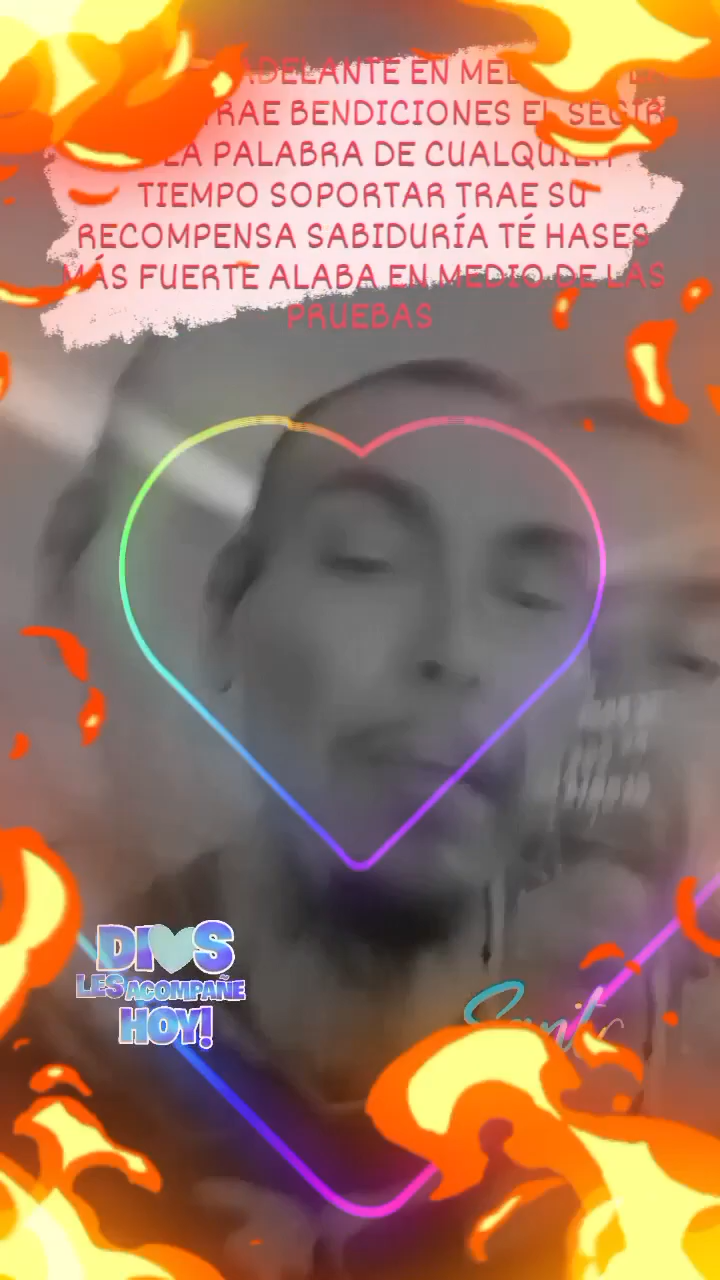 ADELANTE EN
TRAE BENDICIONES EL SEGIR
LA PALABRA DE CUALQUIER
TIEMPO SOPORTAR TRAE SU
RECOMPENSA SABIDURÍA TÉ HASES
MÁS FUERTE ALABA EN MEDIO DE LAS
PRUEBAS
DIOS
LES ACOMPAÑE
HOY!